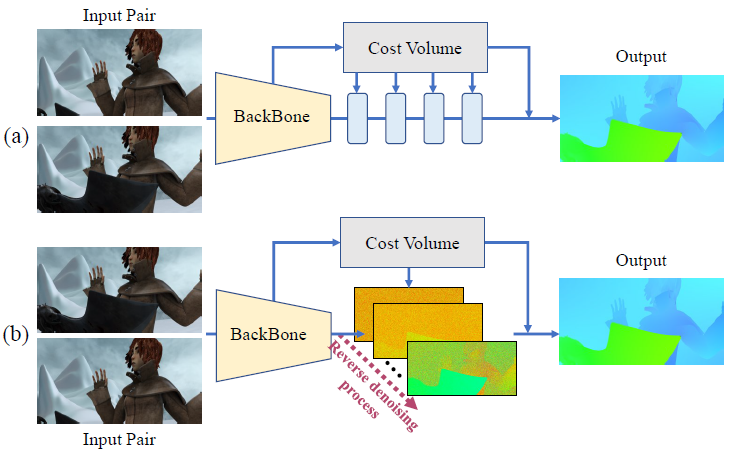 Input Pair
Cost Volume
Output
BackBone
(a)
Cost Volume
Output
BackBone
(b)
Reverse denoising
process
Input Pair